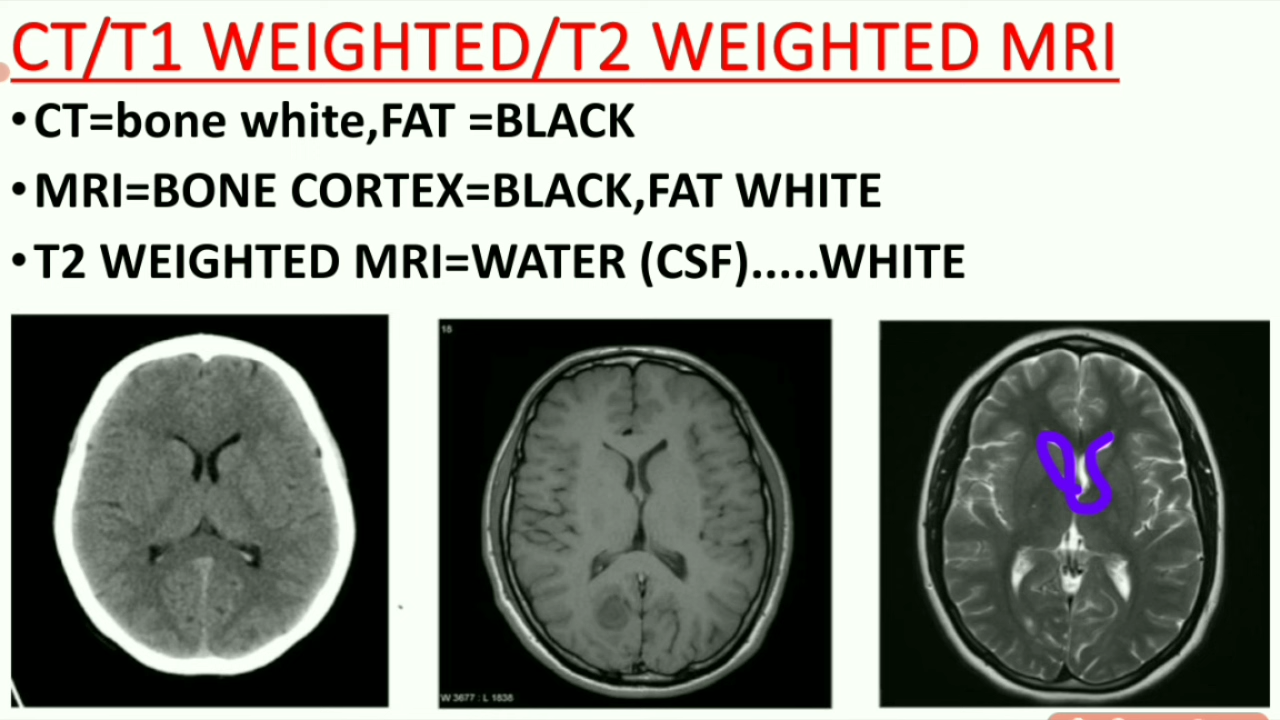 CT/T1 WEIGHTED/T2 WEIGHTED MRI
• CT=bone white,FAT =BLACK
• MRI=BONE CORTEX=BLACK,FAT WHITE
• T2 WEIGHTED MRI=WATER (CSF).....WHITE
18
W 3677 : L 1838